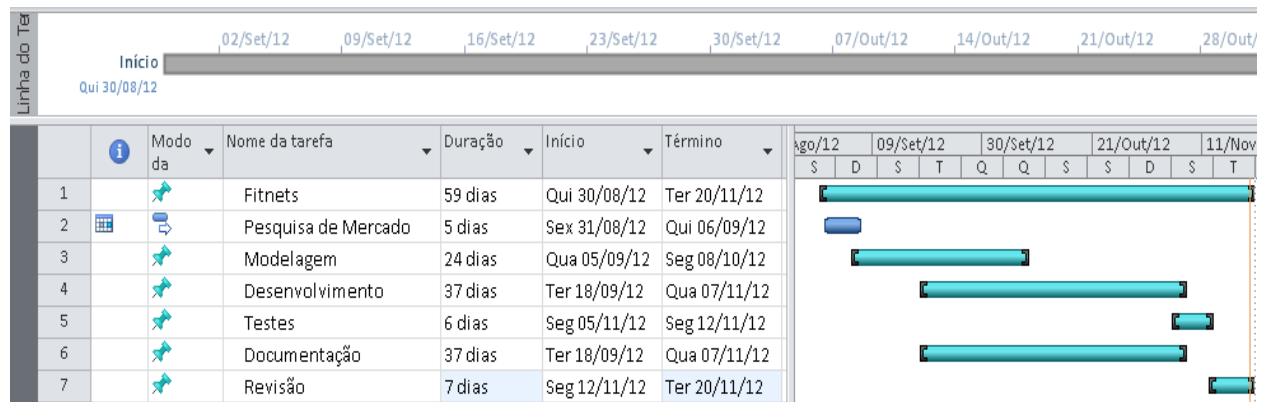 Linha do Ter
02/Set/12 09/Set/12 16/Set/12 23/Set/12 30/Set/12 07/Out/12 14/Out/12 21/Out/12 28/Out/
Início
Qui 30/08/12
Modo da Nome da tarefa Duração Início Término
Ago/12 09/Set/12 30/Set/12 21/Out/12 11/Nov
S D S T Q Q S S D S T
1 Fitnets 59 dias Qui 30/08/12 Ter 20/11/12
2 Pesquisa de Mercado 5 dias Sex 31/08/12 Qui 06/09/12
3 Modelagem 24 dias Qua 05/09/12 Seg 08/10/12
4 Desenvolvimento 37 dias Ter 18/09/12 Qua 07/11/12
5 Testes 6 dias Seg 05/11/12 Seg 12/11/12
6 Documentação 37 dias Ter 18/09/12 Qua 07/11/12
7 Revisão 7 dias Seg 12/11/12 Ter 20/11/12